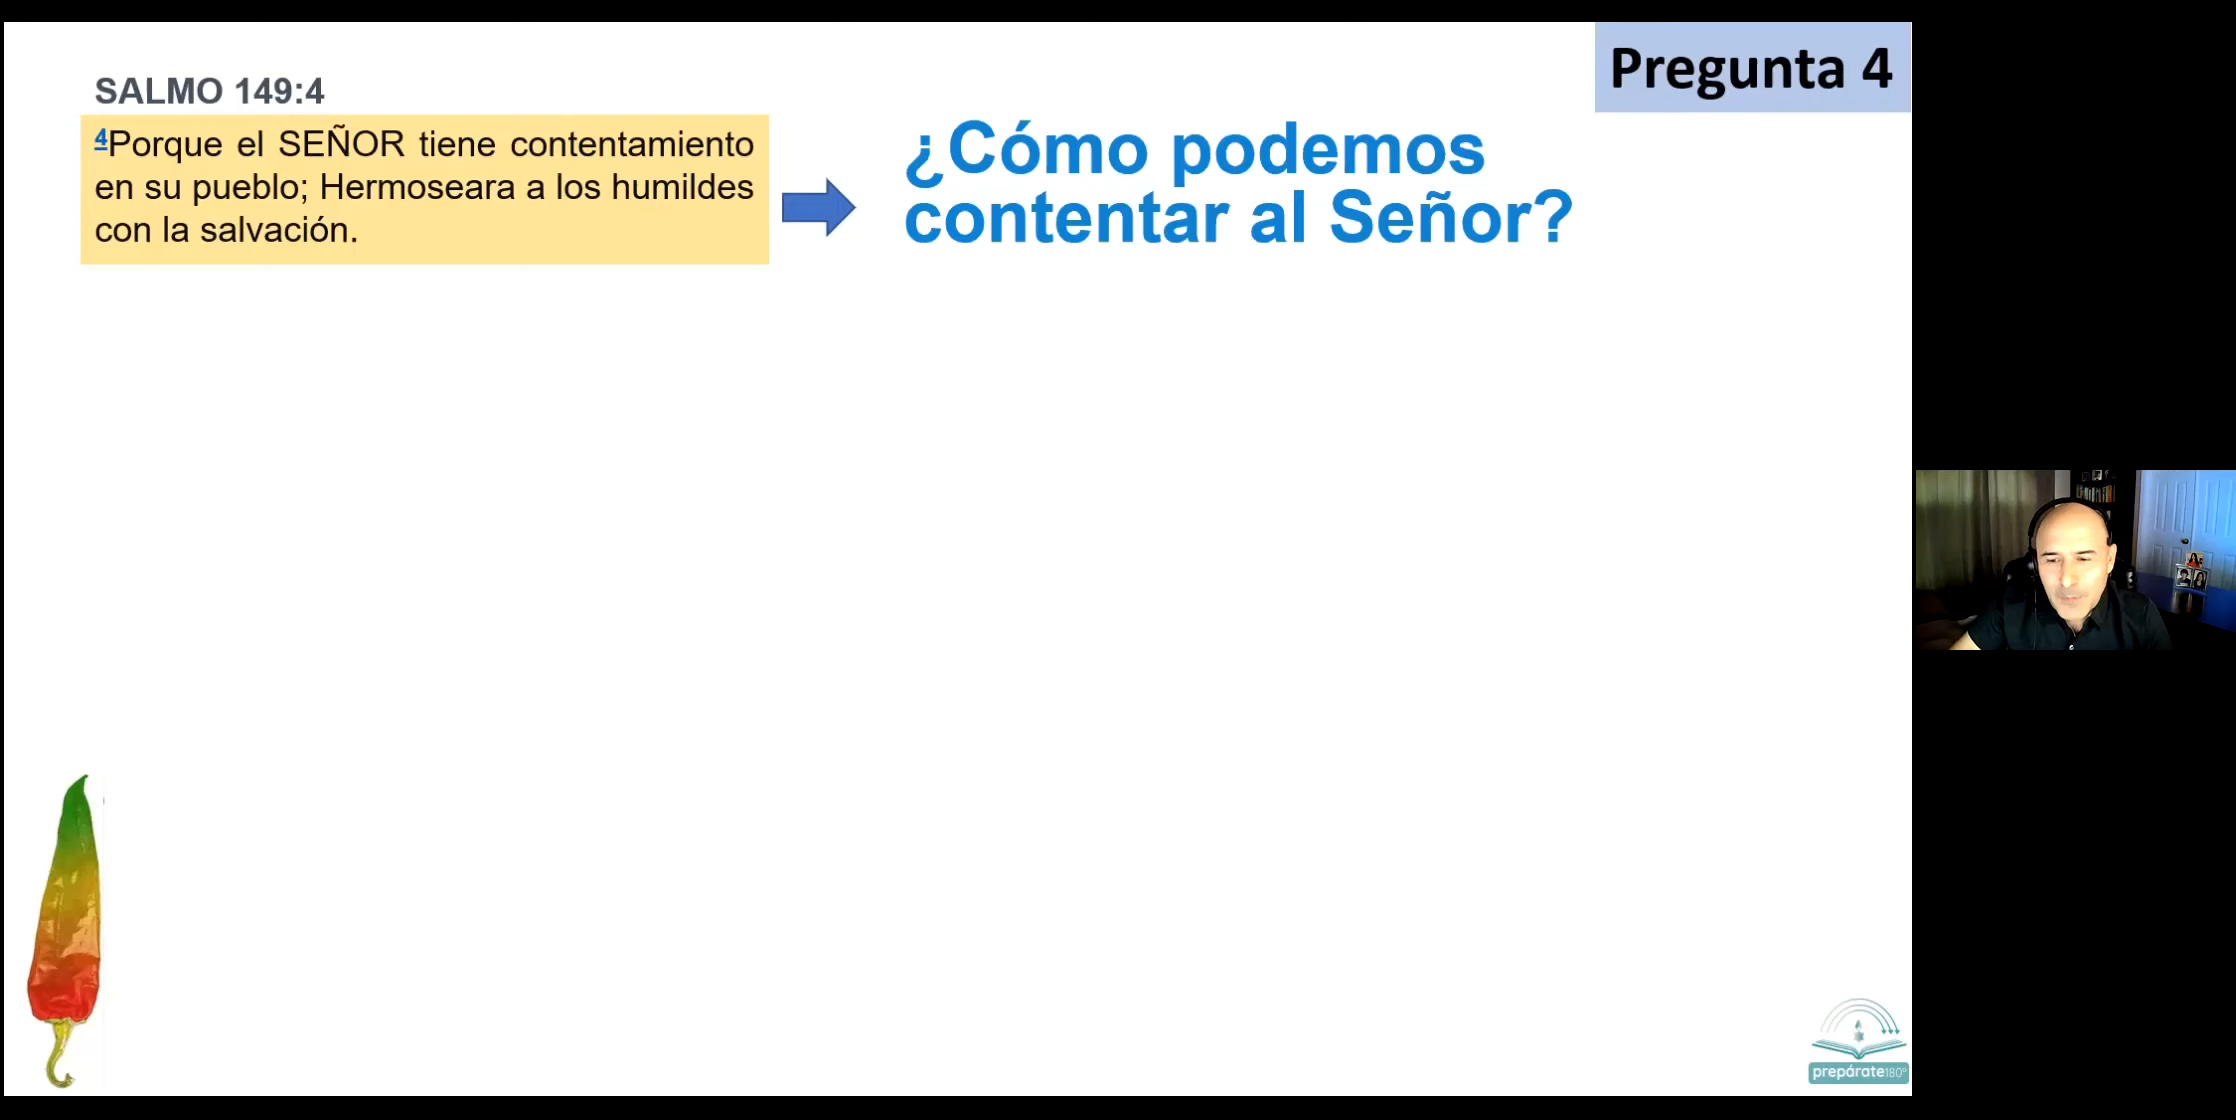 Pregunta 4
SALMO 149:4
4Porque el SEÑOR tiene contentamiento
en su pueblo; Hermoseara a los humildes
con la salvación.
¿Cómo podemos
contentar al Señor?
prepárate180°